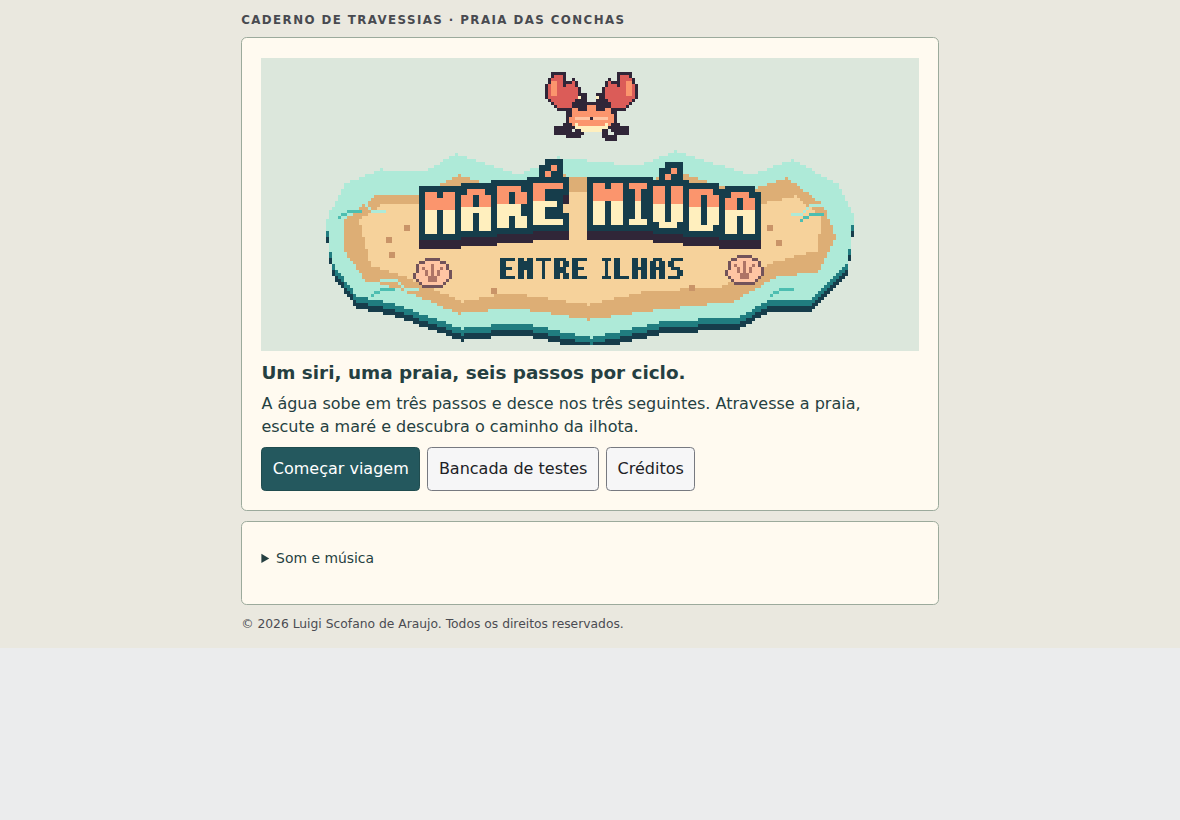 CADERNO DE TRAVESSIAS · PRAIA DAS CONCHAS
MARÉ MIÚDA
ENTRE ILHAS
Um siri, uma praia, seis passos por ciclo.
A água sobe em três passos e desce nos três seguintes. Atravesse a praia,
escute a maré e descubra o caminho da ilhota.
Começar viagem Bancada de testes Créditos
Som e música
© 2026 Luigi Scofano de Araujo. Todos os direitos reservados.